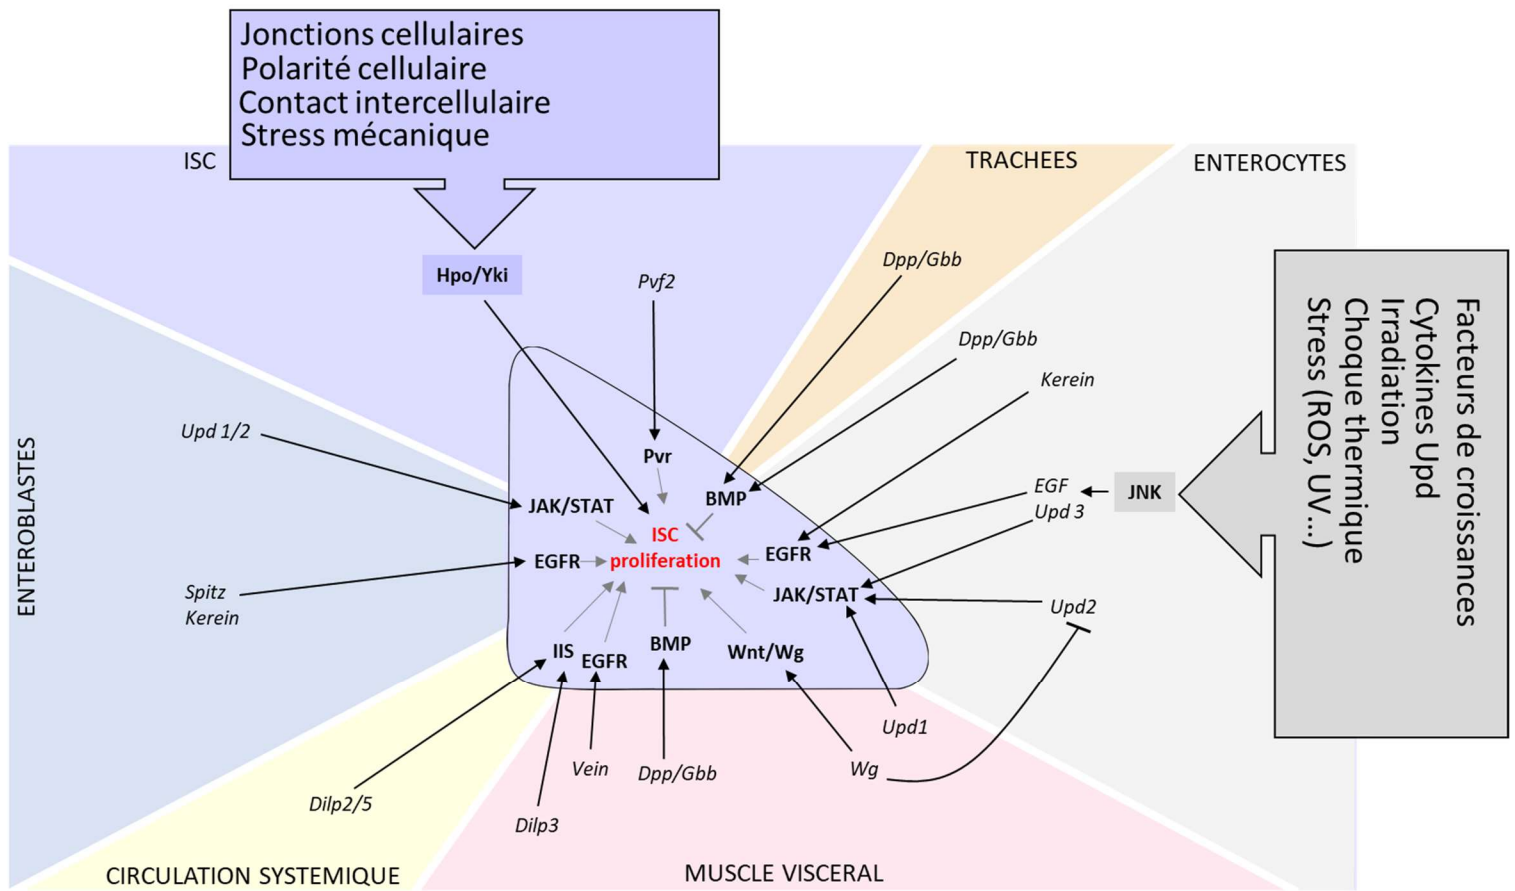 Jonctions cellulaires
Polarité cellulaire
Contact intercellulaire
Stress mécanique
ISC
TRACHEES
ENTEROCYTES
Hpo/Yki
Pvf2
Dpp/Gbb
Dpp/Gbb
Kerein
Facteurs de croissances
Cytokines Upd
Irradiation
Choque thermique
Stress (ROS, UV...)
ENTEROBLASTES
Upd 1/2
Pvr
BMP
JAK/STAT
ISC
proliferation
EGFR
EGFR
EGF
JNK
Upd 3
Spitz
Kerein
JAK/STAT
Upd2
IIS
EGFR
BMP
Wnt/Wg
Upd1
Vein
Dpp/Gbb
Wg
Dilp2/5
Dilp3
CIRCULATION SYSTEMIQUE
MUSCLE VISCERAL